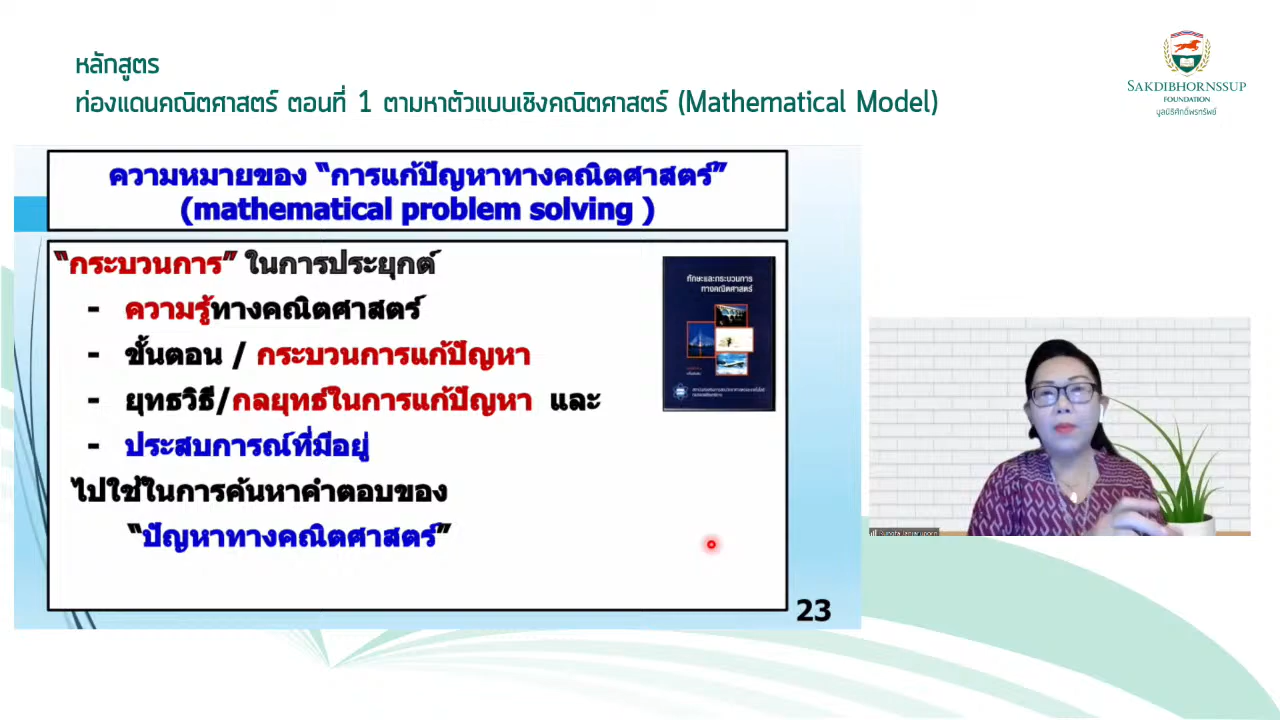 หลักสูตร
ท่องแดนคณิตศาสตร์ ตอนที่ 1 ตามหาตัวแบบเชิงคณิตศาสตร์ (Mathematical Model)
SAKDIBHORNSSUP
FOUNDATION
มูลนิธิศักดิ์พรทรัพย์
ความหมายของ “การแก้ปัญหาทางคณิตศาสตร์”
(mathematical problem solving )
“กระบวนการ” ในการประยุกต์
- ความรู้ทางคณิตศาสตร์
- ขั้นตอน / กระบวนการแก้ปัญหา
- ยุทธวิธี/กลยุทธ์ในการแก้ปัญหา และ
- ประสบการณ์ที่มีอยู่
ไปใช้ในการค้นหาคำตอบของ
“ปัญหาทางคณิตศาสตร์”
ทักษะและกระบวนการ
ทางคณิตศาสตร์
23